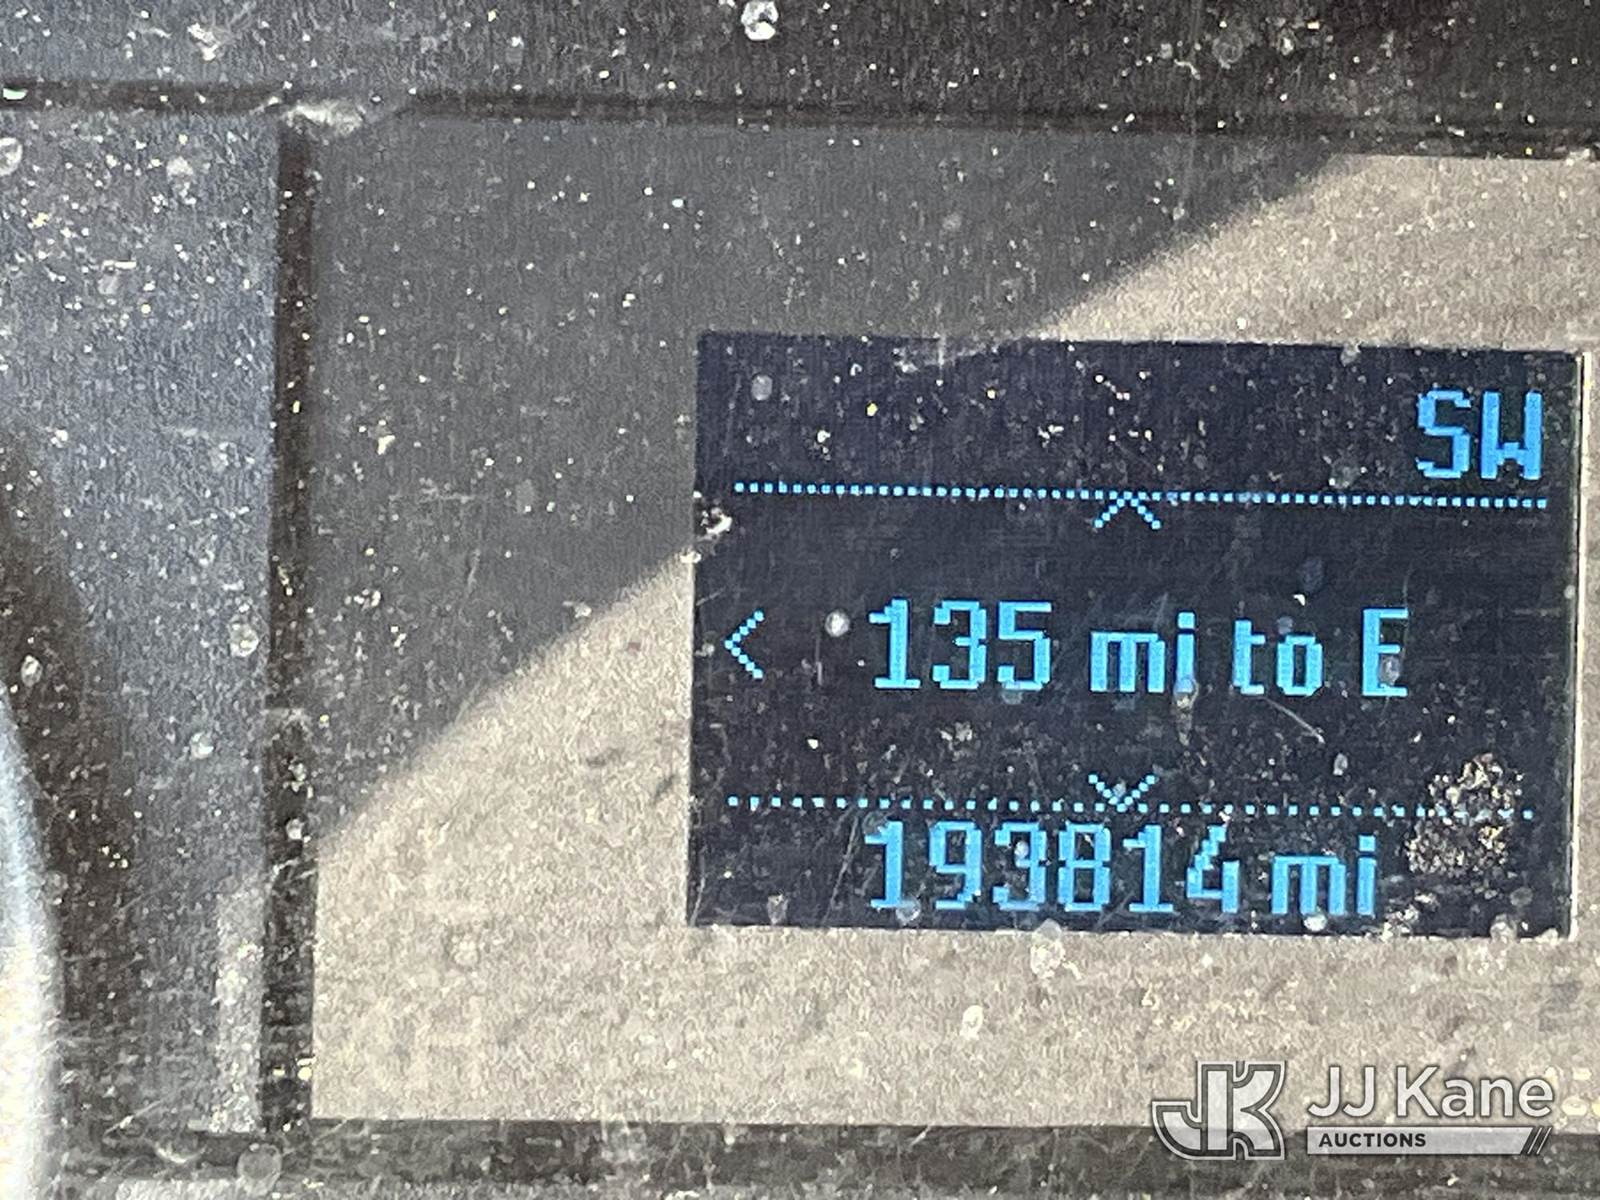 SW
135 mi to E
193814 mi
JJ Kane
AUCTIONS